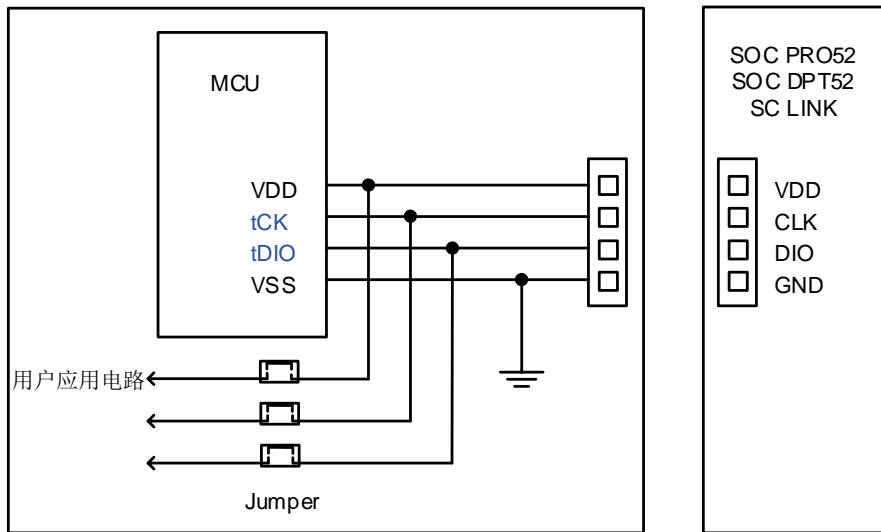 MCU
VDD
tCK
tDIO
VSS
用户应用电路
Jumper
SOC PRO52
SOC DPT52
SC LINK
VDD
CLK
DIO
GND